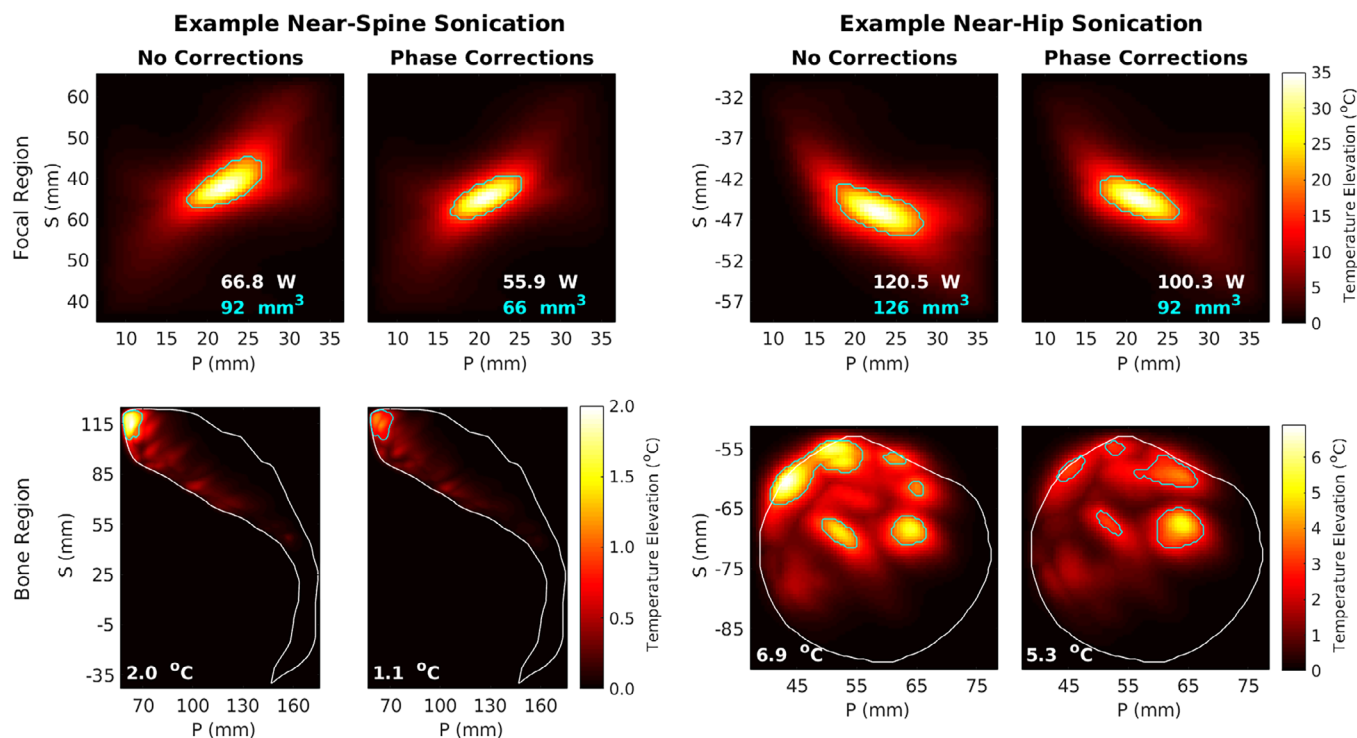 Example Near-Spine Sonication
Example Near-Hip Sonication
No Corrections
Phase Corrections
No Corrections
Phase Corrections
Focal Region
S (mm)
60
50
40
60
50
40
66.8 W
92 mm3
55.9 W
66 mm3
10 15 20 25 30 35
10 15 20 25 30 35
P (mm)
P (mm)
S (mm)
-32
-37
-42
-47
-52
-57
120.5 W
126 mm3
100.3 W
92 mm3
10 15 20 25 30 35
10 15 20 25 30 35
P (mm)
P (mm)
35
30
25
20
15
10
5
0
Temperature Elevation (oC)
Bone Region
S (mm)
115
85
55
25
-5
-35
2.0 oC
1.1 oC
70 100 130 160
70 100 130 160
P (mm)
P (mm)
2.0
1.5
1.0
0.5
0.0
Temperature Elevation (oC)
S (mm)
-55
-65
-75
-85
6.9 oC
5.3 oC
45 55 65 75
45 55 65 75
P (mm)
P (mm)
6
5
4
3
2
1
0
Temperature Elevation (oC)